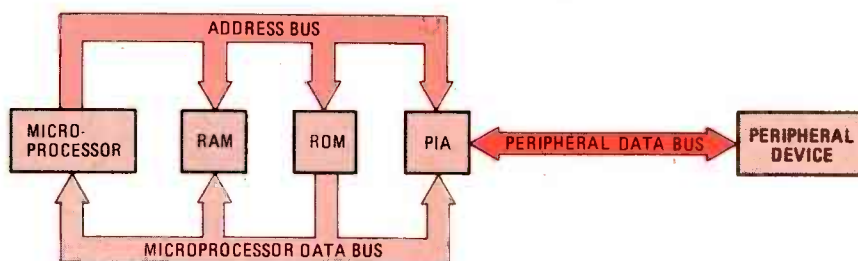 ADDRESS BUS
MICRO-
PROCESSOR
RAM
ROM
PIA
PERIPHERAL DATA BUS
PERIPHERAL
DEVICE
MICROPROCESSOR DATA BUS